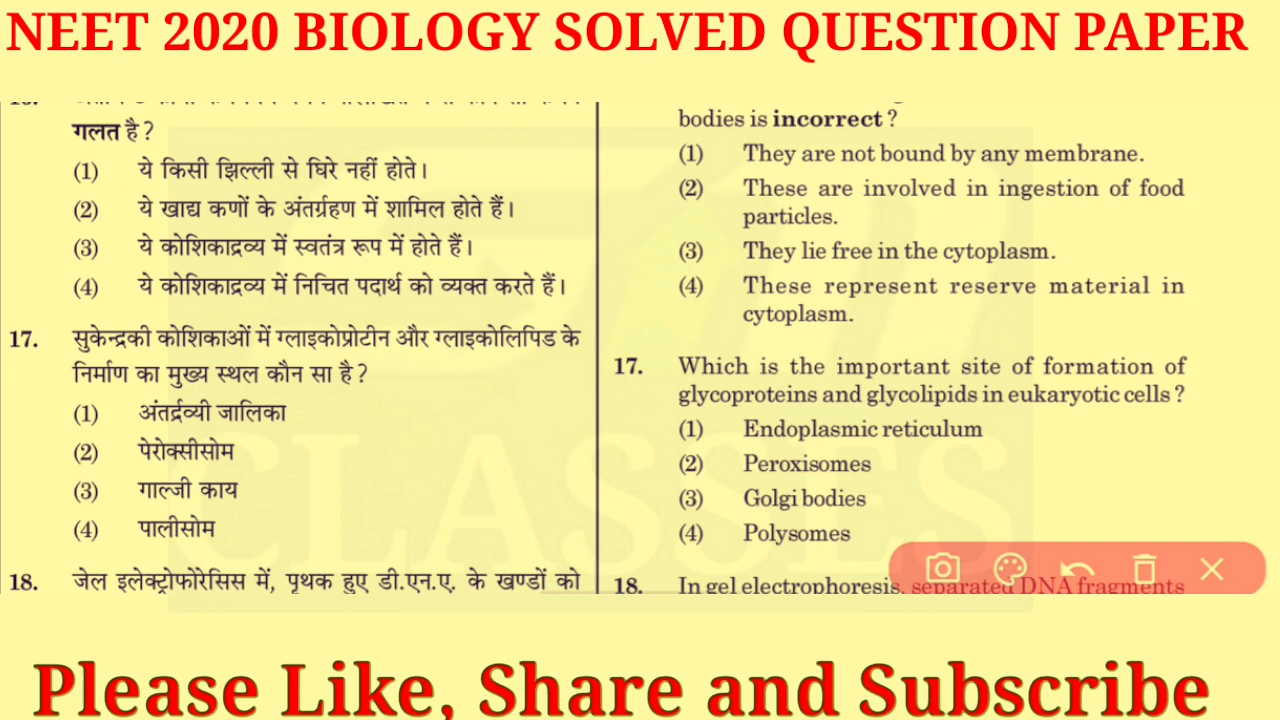 NEET 2020 BIOLOGY SOLVED QUESTION PAPER
गलत है ?
(1) ये किसी झिल्ली से घिरे नहीं होते।
(2) ये खाद्य कणों के अंतर्ग्रहण में शामिल होते हैं।
(3) ये कोशिकाद्रव्य में स्वतंत्र रूप में होते हैं।
(4) ये कोशिकाद्रव्य में निचित पदार्थ को व्यक्त करते हैं।
17. सुकेन्द्रकी कोशिकाओं में ग्लाइकोप्रोटीन और ग्लाइकोलिपिड के
निर्माण का मुख्य स्थल कौन सा है ?
(1) अंतर्द्रव्यी जालिका
(2) पेरोक्सीसोम
(3) गाल्जी काय
(4) पालीसोम
18. जेल इलेक्ट्रोफोरेसिस में, पृथक हुए डी.एन.ए. के खण्डों को
bodies is incorrect ?
(1) They are not bound by any membrane.
(2) These are involved in ingestion of food
particles.
(3) They lie free in the cytoplasm.
(4) These represent reserve material in
cytoplasm.
17. Which is the important site of formation of
glycoproteins and glycolipids in eukaryotic cells ?
(1) Endoplasmic reticulum
(2) Peroxisomes
(3) Golgi bodies
(4) Polysomes
18. In gel electrophoresis, separated DNA fragments
CLASSES
Please Like, Share and Subscribe